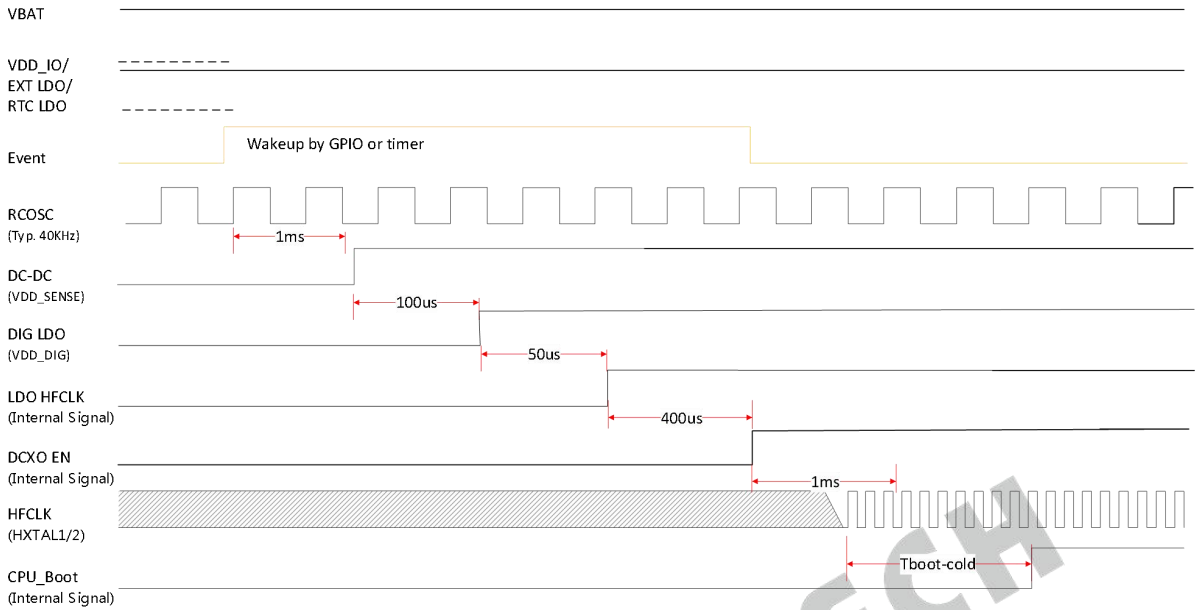 VBAT
VDD_IO/
EXT LDO/
RTC LDO
Wakeup by GPIO or timer
Event
RCOSC
(Typ. 40KHz)
1ms
DC-DC
(VDD_SENSE)
100us
DIG LDO
(VDD_DIG)
50us
LDO HFCLK
(Internal Signal)
400us
DCXO EN
(Internal Signal)
1ms
HFCLK
(HXTAL1/2)
Tboot-cold
CPU_Boot
(Internal Signal)